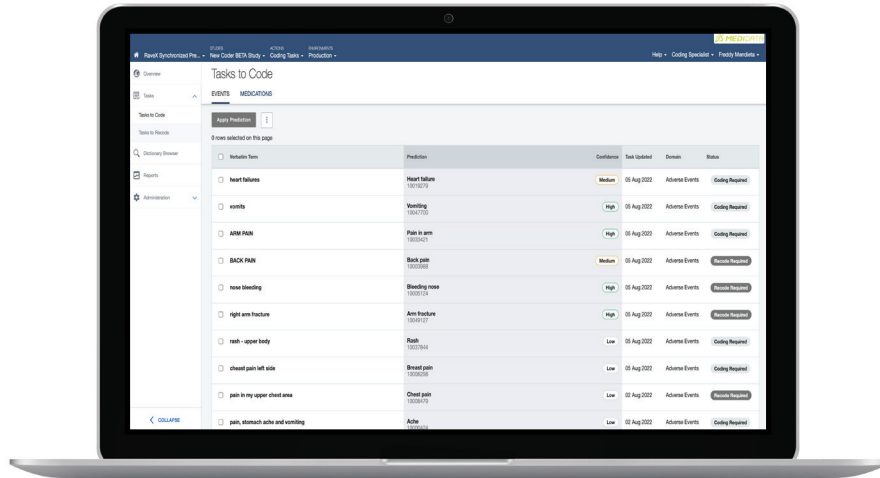 MEDIDATA
RaveX Synchronized Pre...
STUDIES
New Coder BETA Study
ACTIONS
Coding Tasks
ENVIRONMENTS
Production
Help
Coding Specialist
Freddy Mendieta
Overview
Tasks
Tasks to Code
Tasks to Recode
Dictionary Browser
Reports
Administration
COLLAPSE
Tasks to Code
EVENTS MEDICATIONS
Apply Prediction
0 rows selected on this page
Verbatim Term Prediction Confidence Task Updated Domain Status
heart failures Heart failure Medium 05 Aug 2022 Adverse Events Coding Required
10019279
vomits Vomiting High 05 Aug 2022 Adverse Events Coding Required
10047700
ARM PAIN Pain in arm High 05 Aug 2022 Adverse Events Coding Required
10033421
BACK PAIN Back pain Medium 05 Aug 2022 Adverse Events Recode Required
10003988
nose bleeding Bleeding nose High 05 Aug 2022 Adverse Events Recode Required
10005124
right arm fracture Arm fracture High 05 Aug 2022 Adverse Events Recode Required
10049127
rash - upper body Rash Low 05 Aug 2022 Adverse Events Coding Required
10037844
cheast pain left side Breast pain Low 05 Aug 2022 Adverse Events Coding Required
10006298
pain in my upper chest area Chest pain Low 02 Aug 2022 Adverse Events Recode Required
10008479
pain, stomach ache and vomiting Ache Low 02 Aug 2022 Adverse Events Coding Required